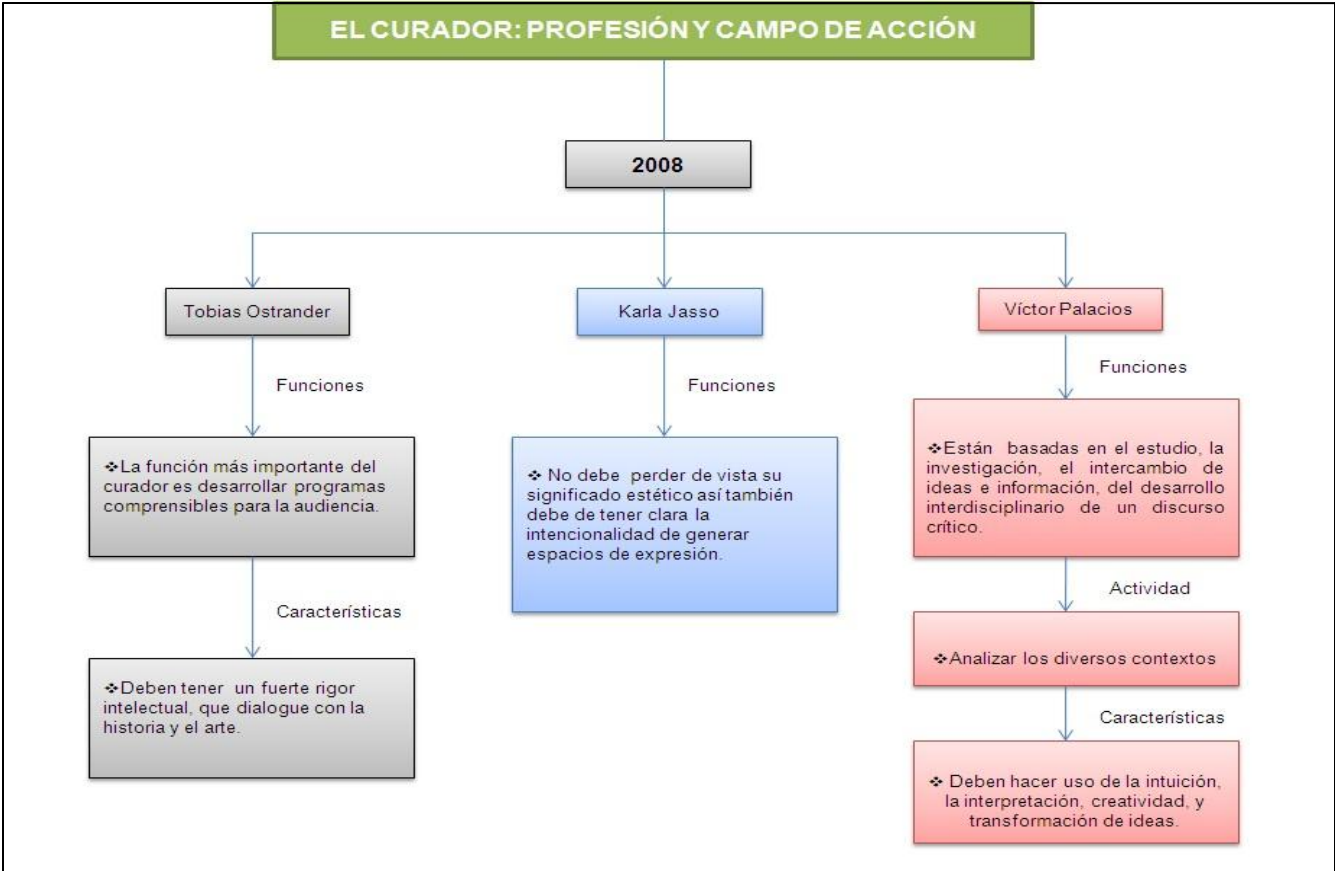 EL CURADOR: PROFESIÓN Y CAMPO DE ACCIÓN
2008
Tobias Ostrander
Funciones
❖La función más importante del
curador es desarrollar programas
comprensibles para la audiencia.
Características
❖Deben tener un fuerte rigor
intelectual, que dialogue con la
historia y el arte.
Karla Jasso
Funciones
❖ No debe perder de vista su
significado estético así también
debe de tener clara la
intencionalidad de generar
espacios de expresión.
Víctor Palacios
Funciones
❖Están basadas en el estudio, la
investigación, el intercambio de
ideas e información, del desarrollo
interdisciplinario de un discurso
crítico.
Actividad
❖Analizar los diversos contextos
Características
❖ Deben hacer uso de la intuición,
la interpretación, creatividad, y
transformación de ideas.